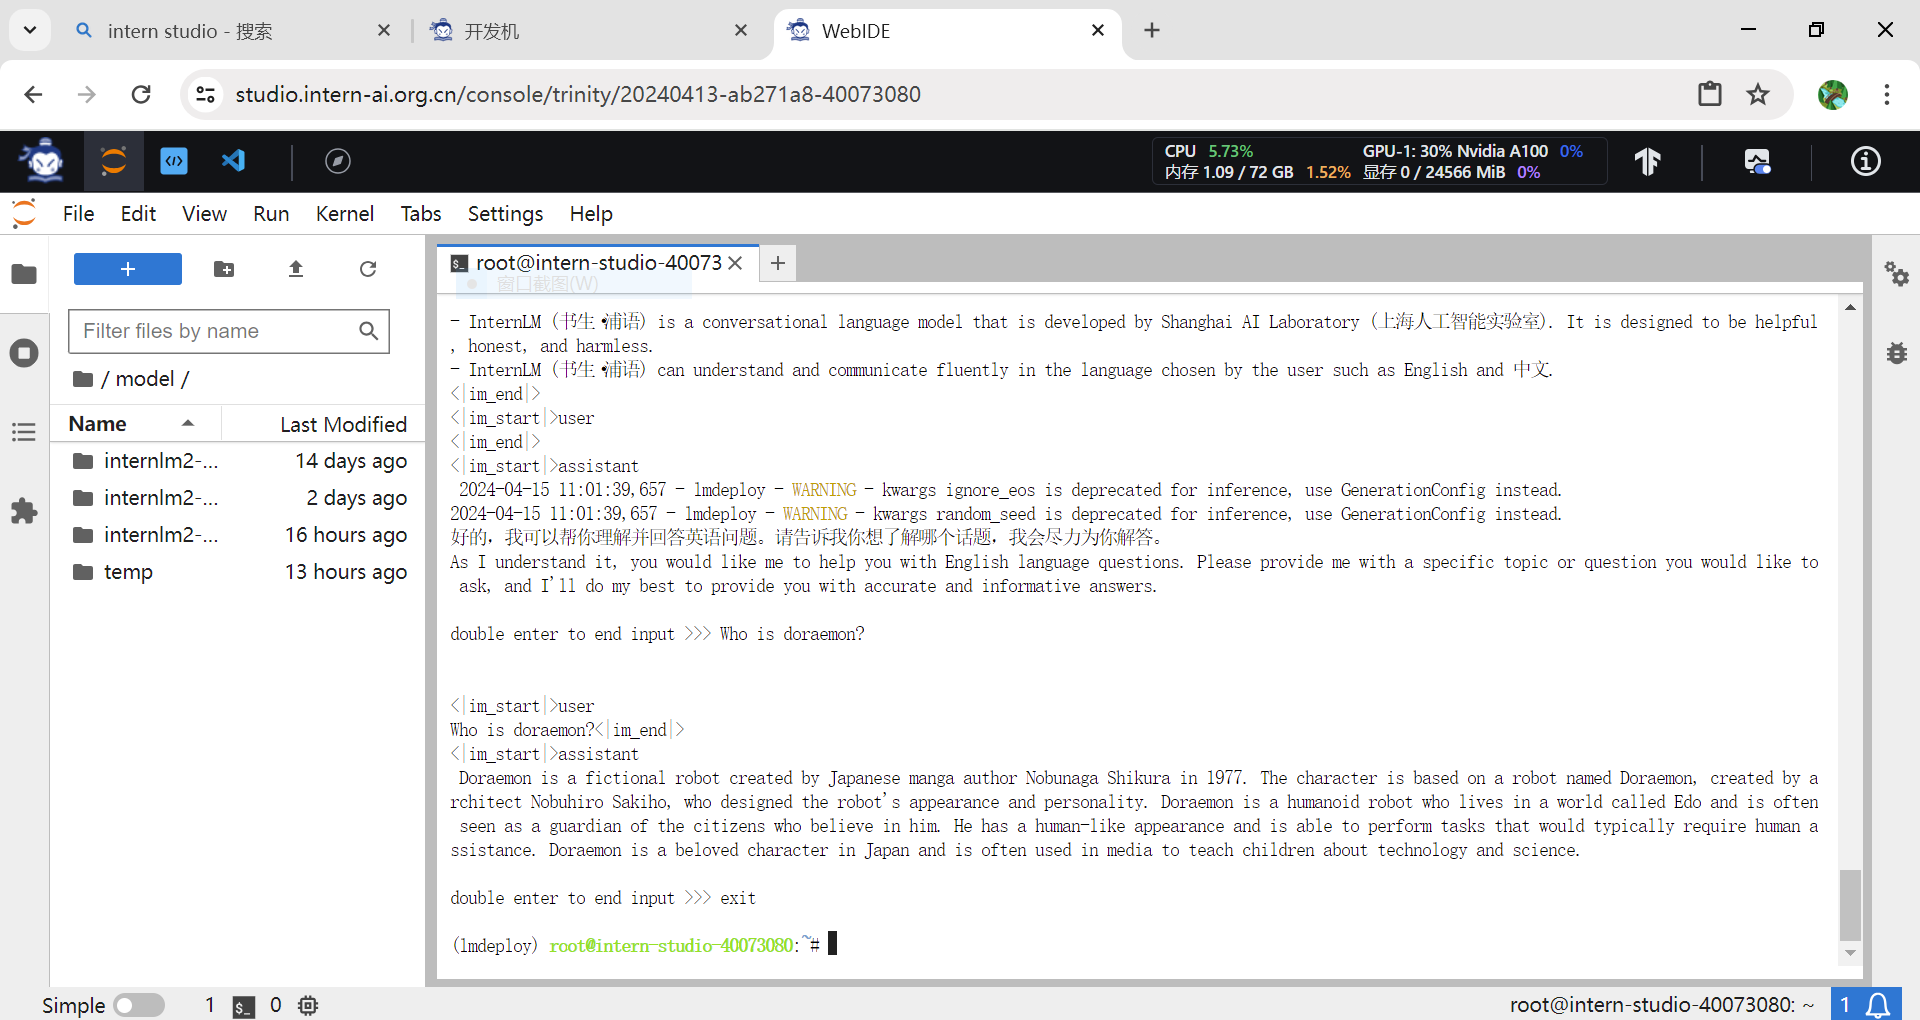 intern studio - 搜索
开发机
WebIDE
studio.intern-ai.org.cn/console/trinity/20240413-ab271a8-40073080
CPU 5.73% GPU-1: 30% Nvidia A100 0%
内存 1.09 / 72 GB 1.52% 显存 0 / 24566 MiB 0%
File Edit View Run Kernel Tabs Settings Help
root@intern-studio-40073
窗口截图(W)
Filter files by name
/ model /
Name Last Modified
internlm2-... 14 days ago
internlm2-... 2 days ago
internlm2-... 16 hours ago
temp 13 hours ago
- InternLM (书生·浦语) is a conversational language model that is developed by Shanghai AI Laboratory (上海人工智能实验室). It is designed to be helpful
, honest, and harmless.
- InternLM (书生·浦语) can understand and communicate fluently in the language chosen by the user such as English and 中文.
<|im_end|>
<|im_start|>user
<|im_end|>
<|im_start|>assistant
2024-04-15 11:01:39,657 - lmdeploy - WARNING - kwargs ignore_eos is deprecated for inference, use GenerationConfig instead.
2024-04-15 11:01:39,657 - lmdeploy - WARNING - kwargs random_seed is deprecated for inference, use GenerationConfig instead.
好的，我可以帮你理解并回答英语问题。请告诉我你想了解哪个话题，我会尽力为你解答。
As I understand it, you would like me to help you with English language questions. Please provide me with a specific topic or question you would like to
ask, and I'll do my best to provide you with accurate and informative answers.
double enter to end input >>> Who is doraemon?
<|im_start|>user
Who is doraemon?<|im_end|>
<|im_start|>assistant
Doraemon is a fictional robot created by Japanese manga author Nobunaga Shikura in 1977. The character is based on a robot named Doraemon, created by a
rchitect Nobuhiro Sakiho, who designed the robot's appearance and personality. Doraemon is a humanoid robot who lives in a world called Edo and is often
seen as a guardian of the citizens who believe in him. He has a human-like appearance and is able to perform tasks that would typically require human a
ssistance. Doraemon is a beloved character in Japan and is often used in media to teach children about technology and science.
double enter to end input >>> exit
(lmdeploy) root@intern-studio-40073080:~#
Simple 1 0 root@intern-studio-40073080: ~ 1